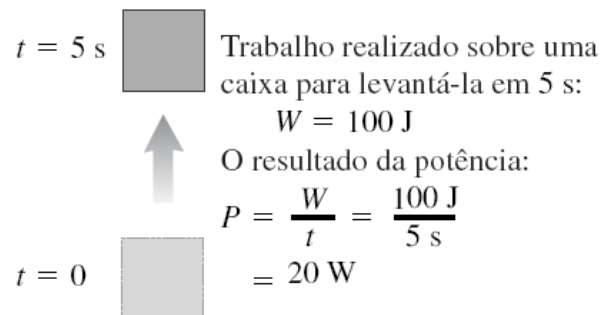 t = 5 s
Trabalho realizado sobre uma
caixa para levantá-la em 5 s:
W = 100 J
O resultado da potência:
P = W/t = 100 J/5 s
t = 0
= 20 W